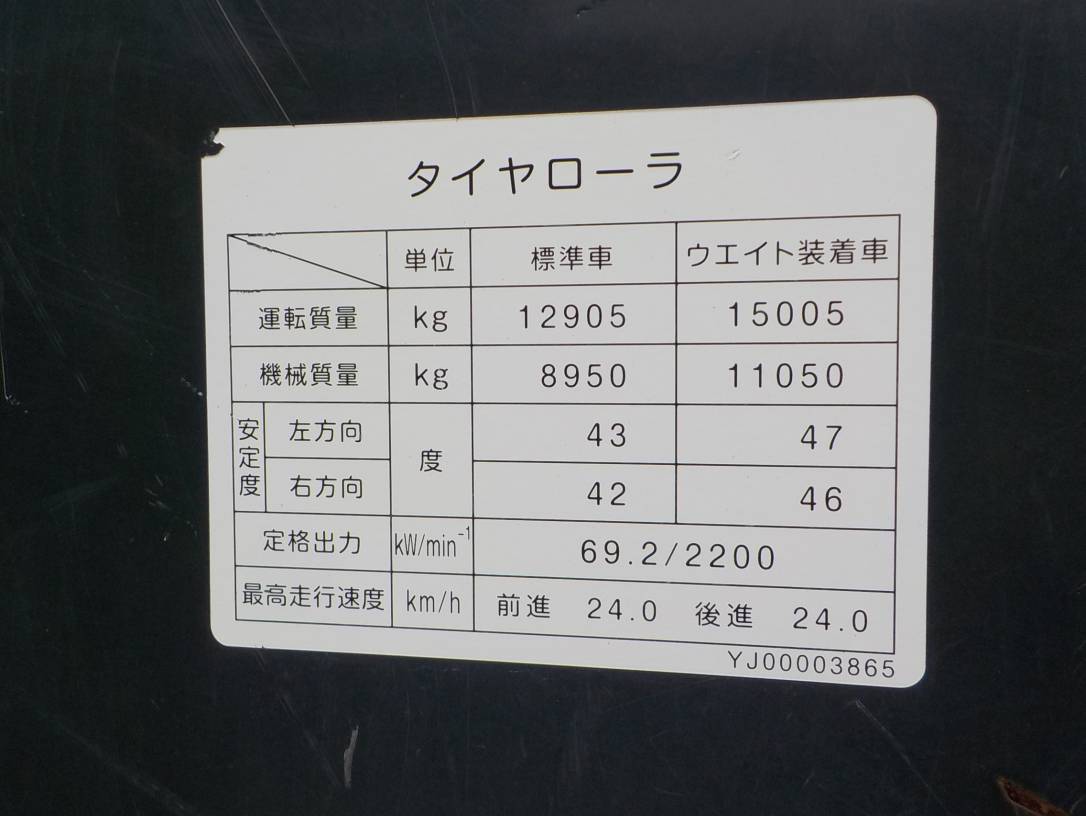 タイヤローラ
単位 標準車 ウエイト装着車
運転質量 kg 12905 15005
機械質量 kg 8950 11050
安定度 左方向 度 43 47
右方向 42 46
定格出力 kW/min⁻¹ 69.2/2200
最高走行速度 km/h 前進 24.0 後進 24.0
YJ00003865